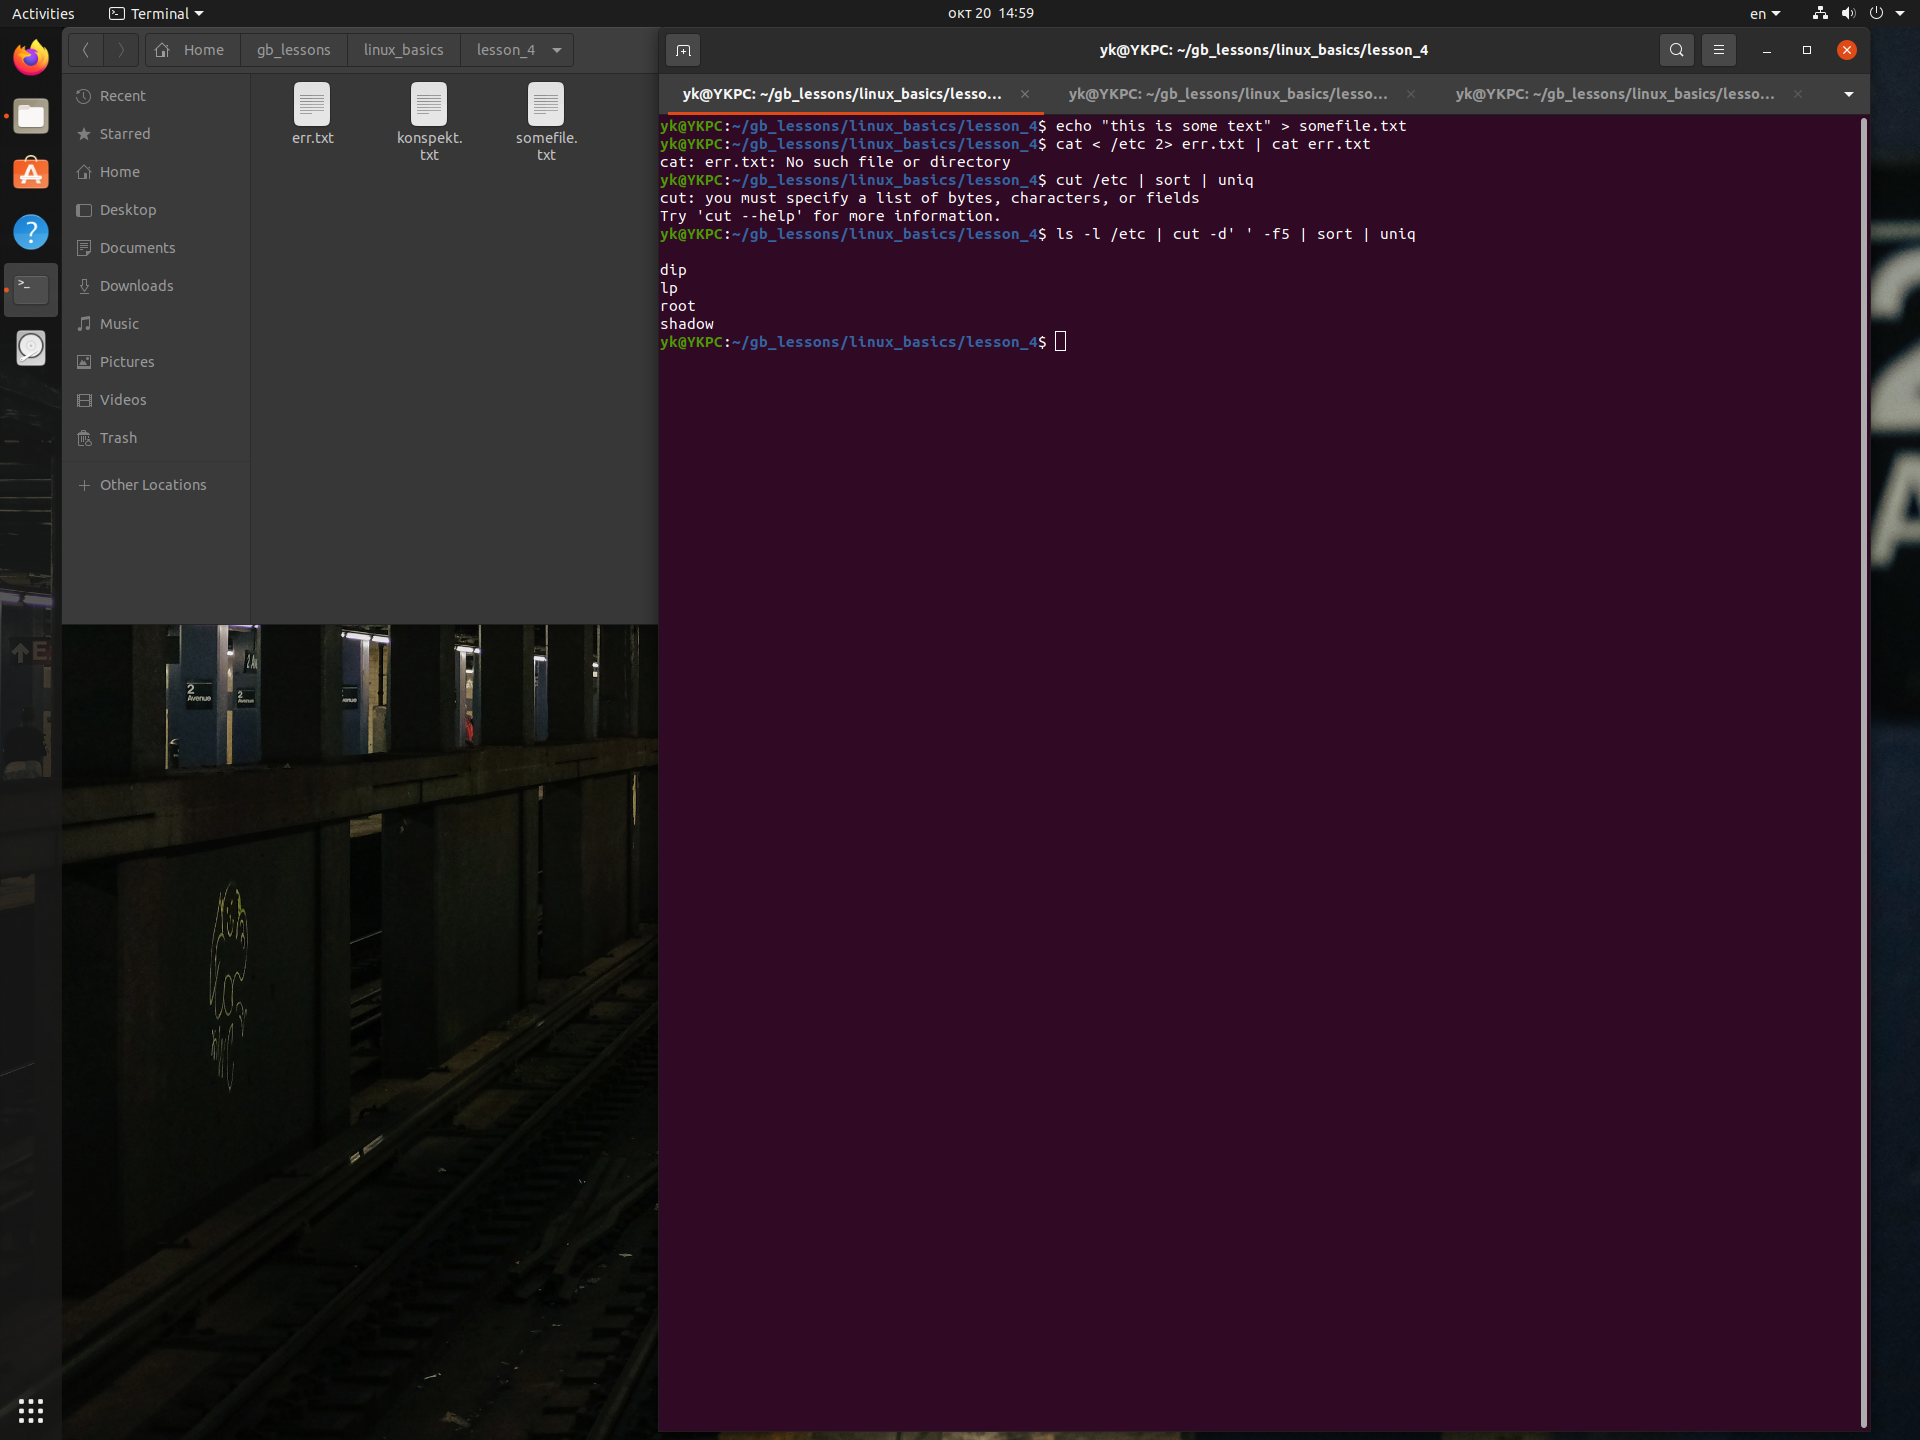 Activities
Terminal
окт 20 14:59
en
Home
gb_lessons
linux_basics
lesson_4
Recent
Starred
Home
Desktop
Documents
Downloads
Music
Pictures
Videos
Trash
Other Locations
err.txt
konspekt.
txt
somefile.
txt
yk@YKPC: ~/gb_lessons/linux_basics/lesson_4
yk@YKPC: ~/gb_lessons/linux_basics/lesso...
yk@YKPC: ~/gb_lessons/linux_basics/lesso...
yk@YKPC: ~/gb_lessons/linux_basics/lesso...
yk@YKPC:~/gb_lessons/linux_basics/lesson_4$ echo "this is some text" > somefile.txt
yk@YKPC:~/gb_lessons/linux_basics/lesson_4$ cat < /etc 2> err.txt | cat err.txt
cat: err.txt: No such file or directory
yk@YKPC:~/gb_lessons/linux_basics/lesson_4$ cut /etc | sort | uniq
cut: you must specify a list of bytes, characters, or fields
Try 'cut --help' for more information.
yk@YKPC:~/gb_lessons/linux_basics/lesson_4$ ls -l /etc | cut -d' ' -f5 | sort | uniq
dip
lp
root
shadow
yk@YKPC:~/gb_lessons/linux_basics/lesson_4$
2
Avenue
2
Avenue